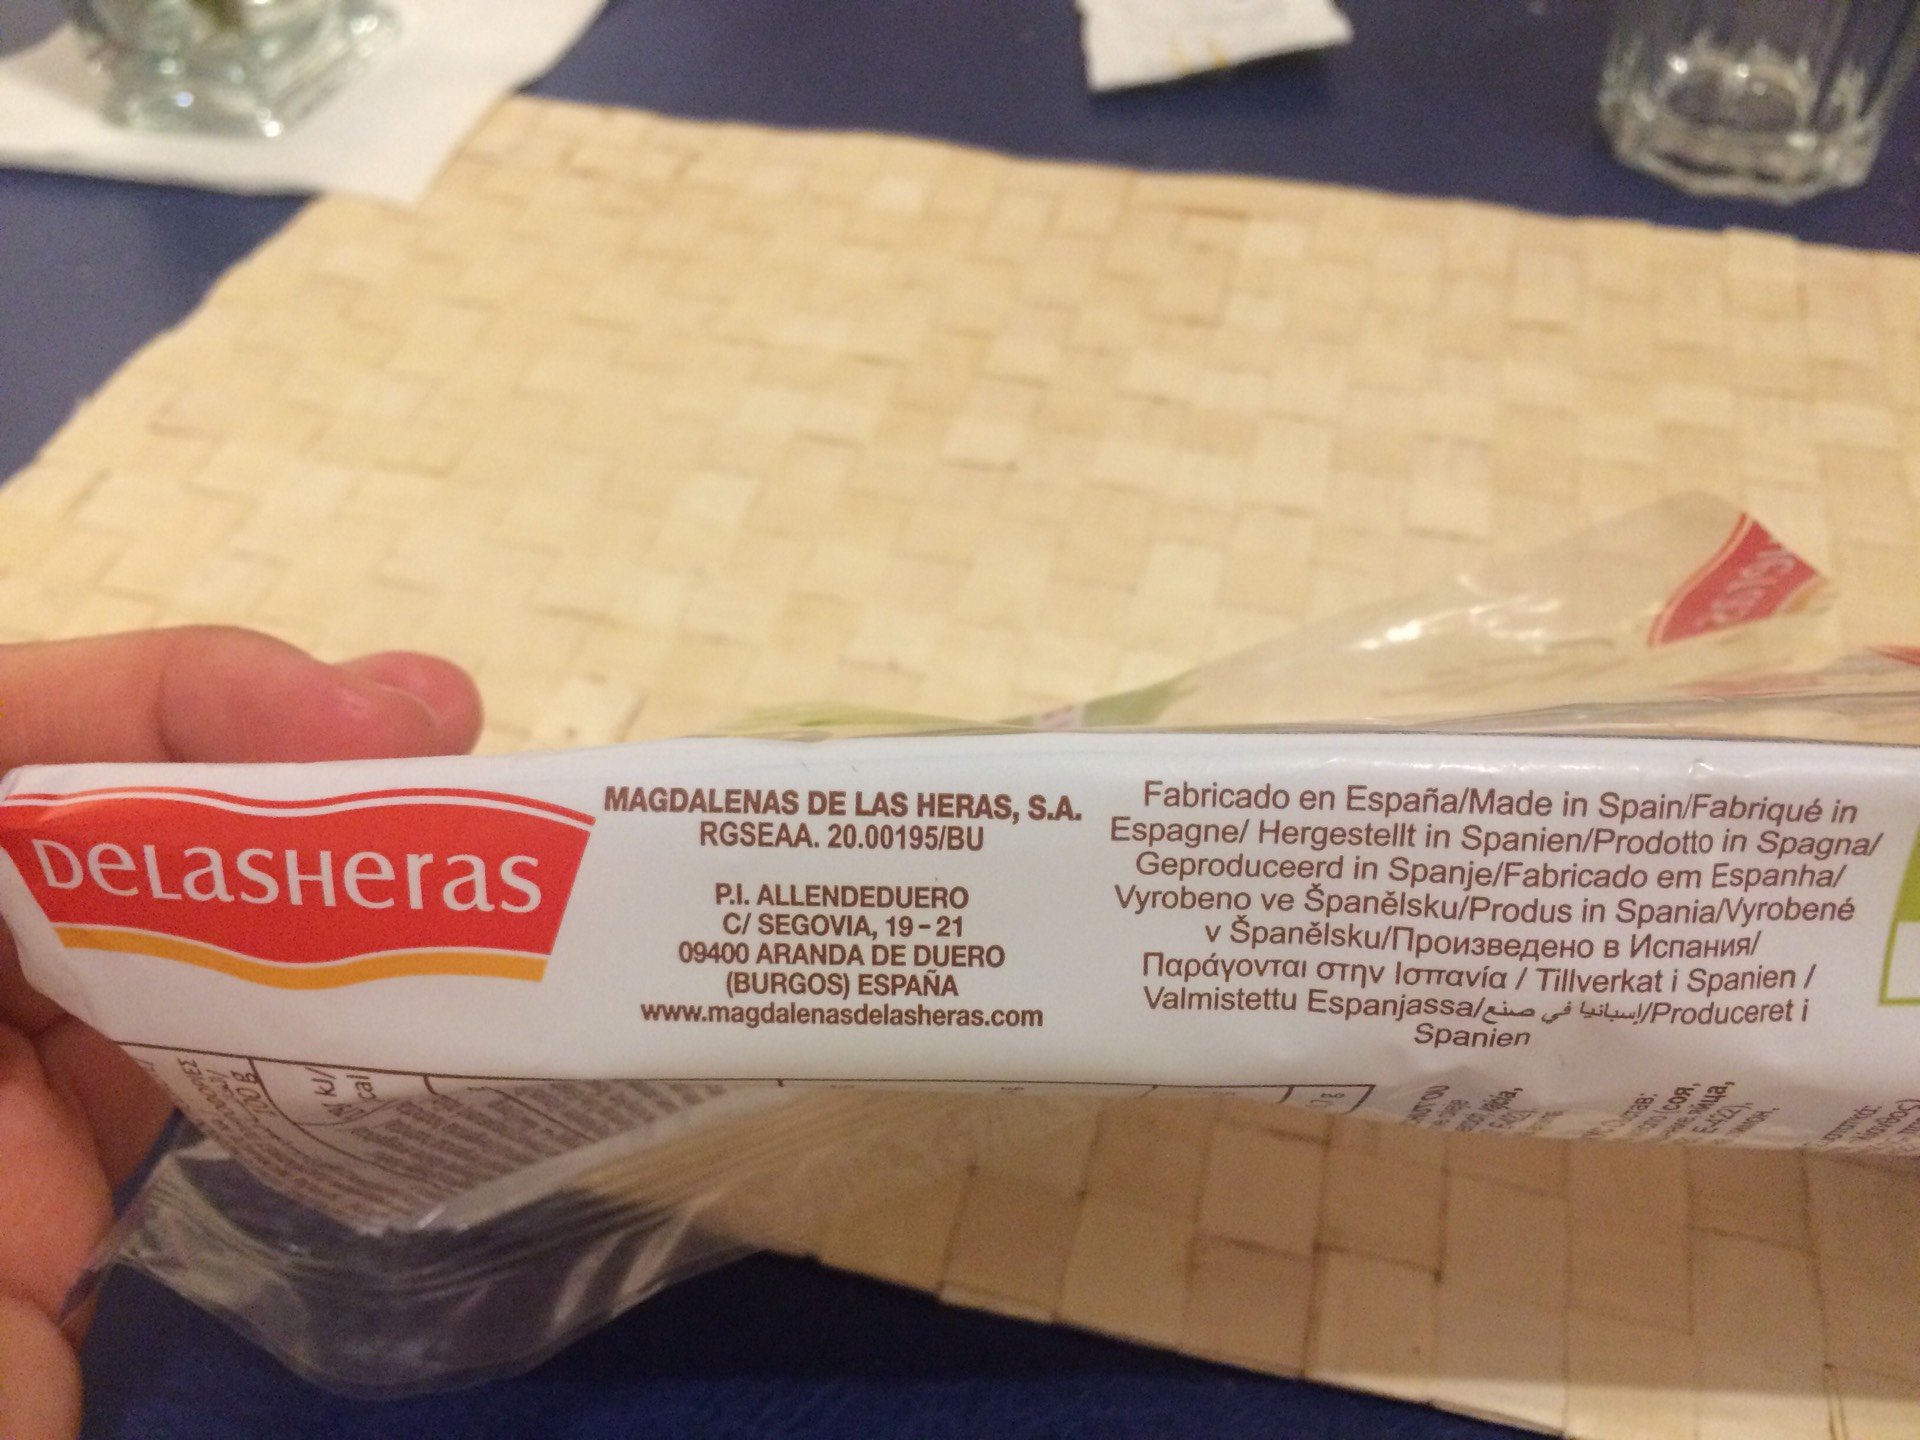 DeLasHeras
MAGDALENAS DE LAS HERAS, S.A.
RGSEAA. 20.00195/BU
P.I. ALLENDEDUERO
C/ SEGOVIA, 19-21
09400 ARANDA DE DUERO
(BURGOS) ESPAÑA
www.magdalenasdelasheras.com
Fabricado en España/Made in Spain/Fabriqué in
Espagne/ Hergestellt in Spanien/Prodotto in Spagna/
Geproduceerd in Spanje/Fabricado em Espanha/
Vyrobeno ve Španělsku/Produs in Spania/Vyrobené
v Španělsku/Произведено в Испания/
Παράγονται στην Ισπανία / Tillverkat i Spanien /
Valmistettu Espanjassa/إسبانيا في صنع/Produceret i
Spanien
100 g
kJ/